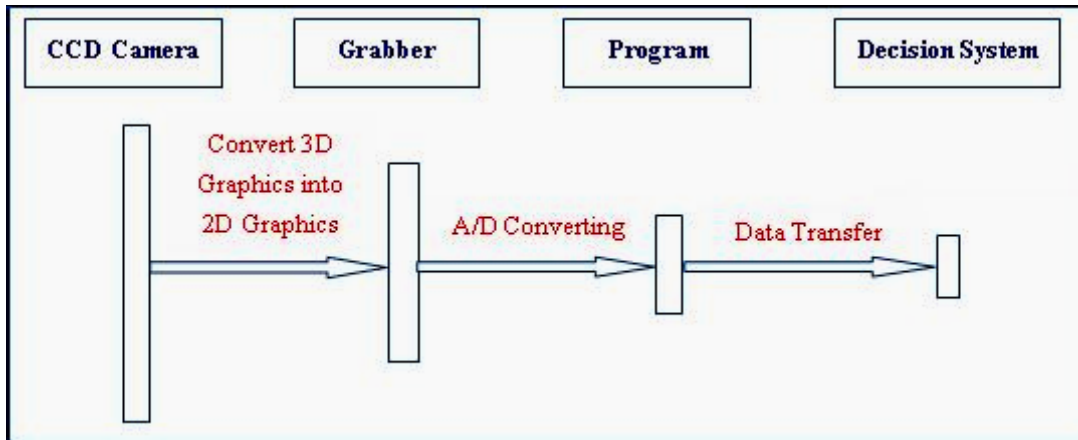 CCD Camera
Grabber
Program
Decision System
Convert 3D
Graphics into
2D Graphics
A/D Converting
Data Transfer